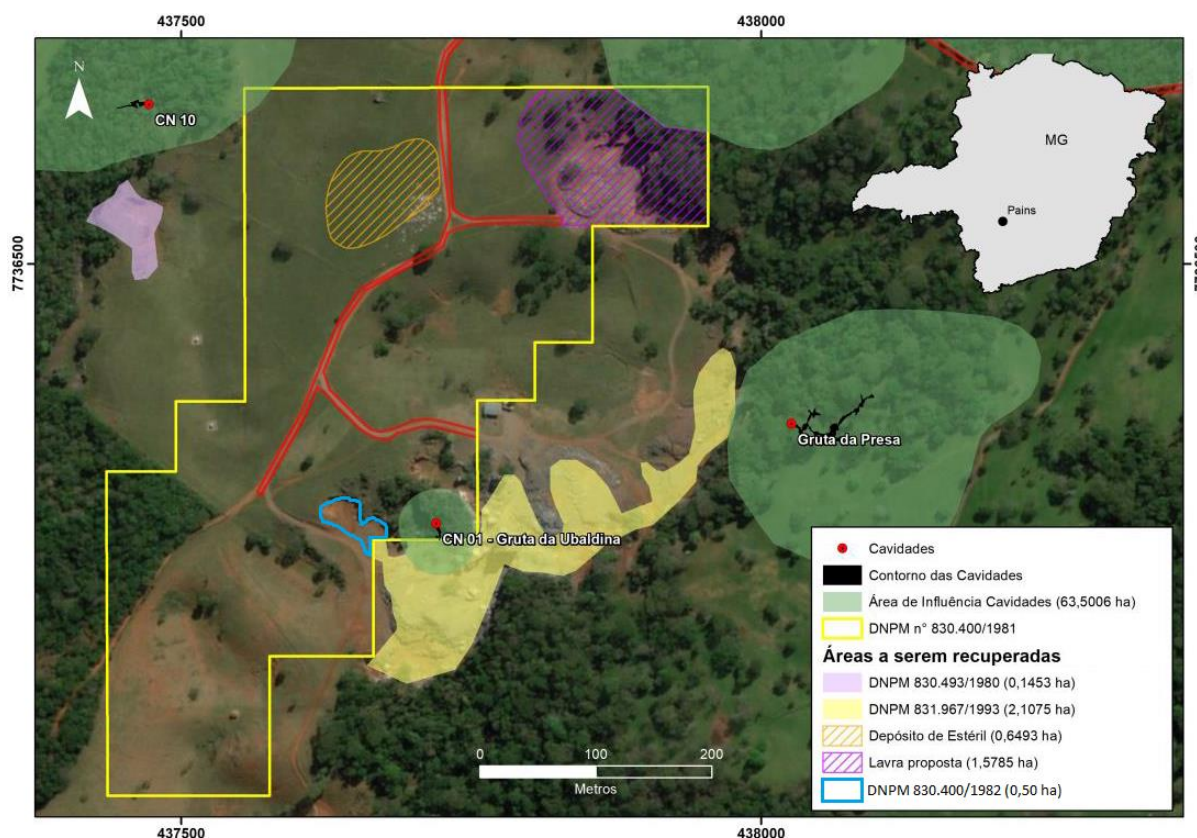 437500
438000
N
CN 10
MG
Pains
7736500
Gruta da Presa
CN 01 - Gruta da Ubaldina
Cavidades
Contorno das Cavidades
Área de Influência Cavidades (63,5006 ha)
DNPM n° 830.400/1981
Áreas a serem recuperadas
DNPM 830.493/1980 (0,1453 ha)
DNPM 831.967/1993 (2,1075 ha)
Depósito de Estéril (0,6493 ha)
Lavra proposta (1,5785 ha)
DNPM 830.400/1982 (0,50 ha)
0 100 200
Metros
437500
438000